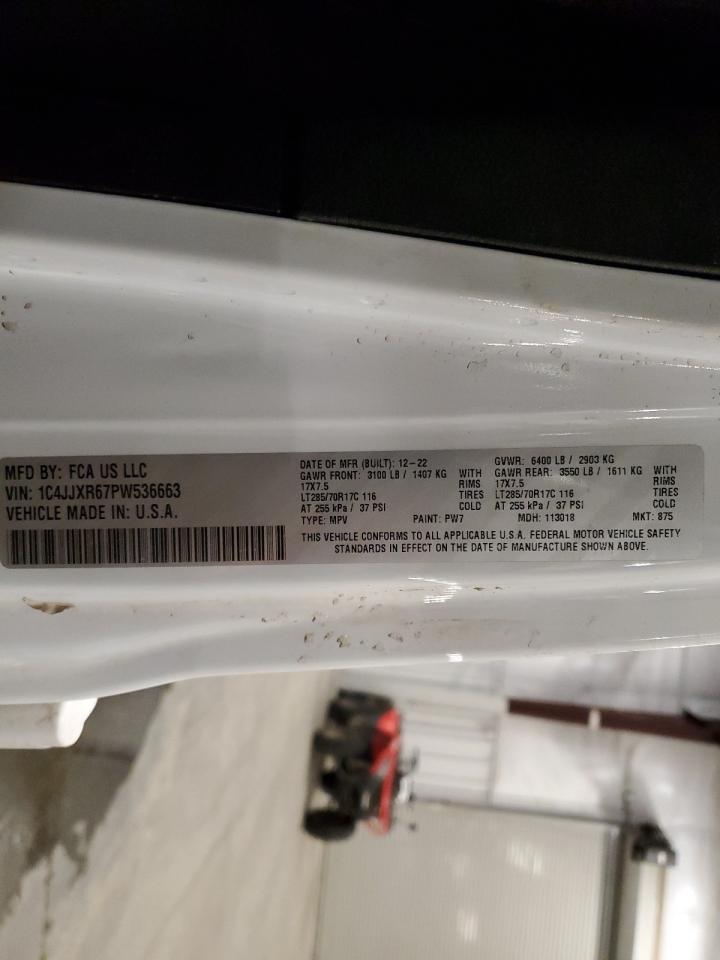 MFD BY: FCA US LLC
VIN: 1C4JJXR67PW536663
VEHICLE MADE IN: U.S.A.
DATE OF MFR (BUILT): 12-22 GVWR: 6400 LB / 2903 KG
GAWR FRONT: 3100 LB / 1407 KG WITH GAWR REAR: 3550 LB / 1611 KG WITH
17X7.5 RIMS 17X7.5 RIMS
LT285/70R17C 116 TIRES LT285/70R17C 116 TIRES
AT 255 kPa / 37 PSI COLD AT 255 kPa / 37 PSI COLD
TYPE: MPV PAINT: PW7 MDH: 113018 MKT: 875
THIS VEHICLE CONFORMS TO ALL APPLICABLE U.S.A. FEDERAL MOTOR VEHICLE SAFETY
STANDARDS IN EFFECT ON THE DATE OF MANUFACTURE SHOWN ABOVE.